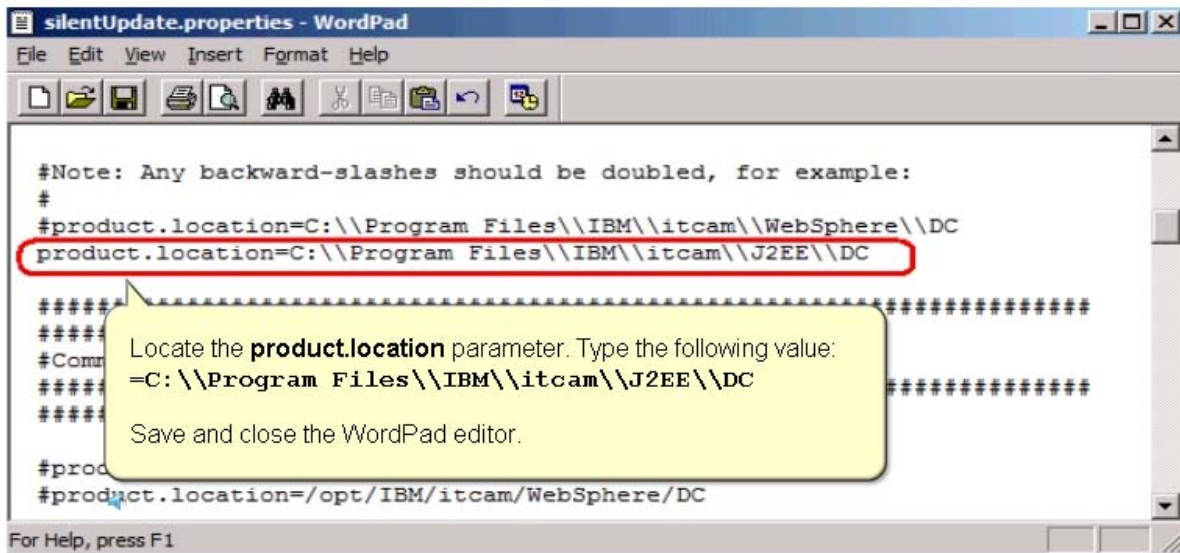 silentUpdate.properties - WordPad
File Edit View Insert Format Help
#Note: Any backward-slashes should be doubled, for example:
#
#product.location=C:\\Program Files\\IBM\\itcam\\WebSphere\\DC
product.location=C:\\Program Files\\IBM\\itcam\\J2EE\\DC
######################################################################
#####
Locate the product.location parameter. Type the following value:
#Comm
=C:\\Program Files\\IBM\\itcam\\J2EE\\DC
#####
##############
#####
Save and close the WordPad editor.
#prod
#product.location=/opt/IBM/itcam/WebSphere/DC
For Help, press F1